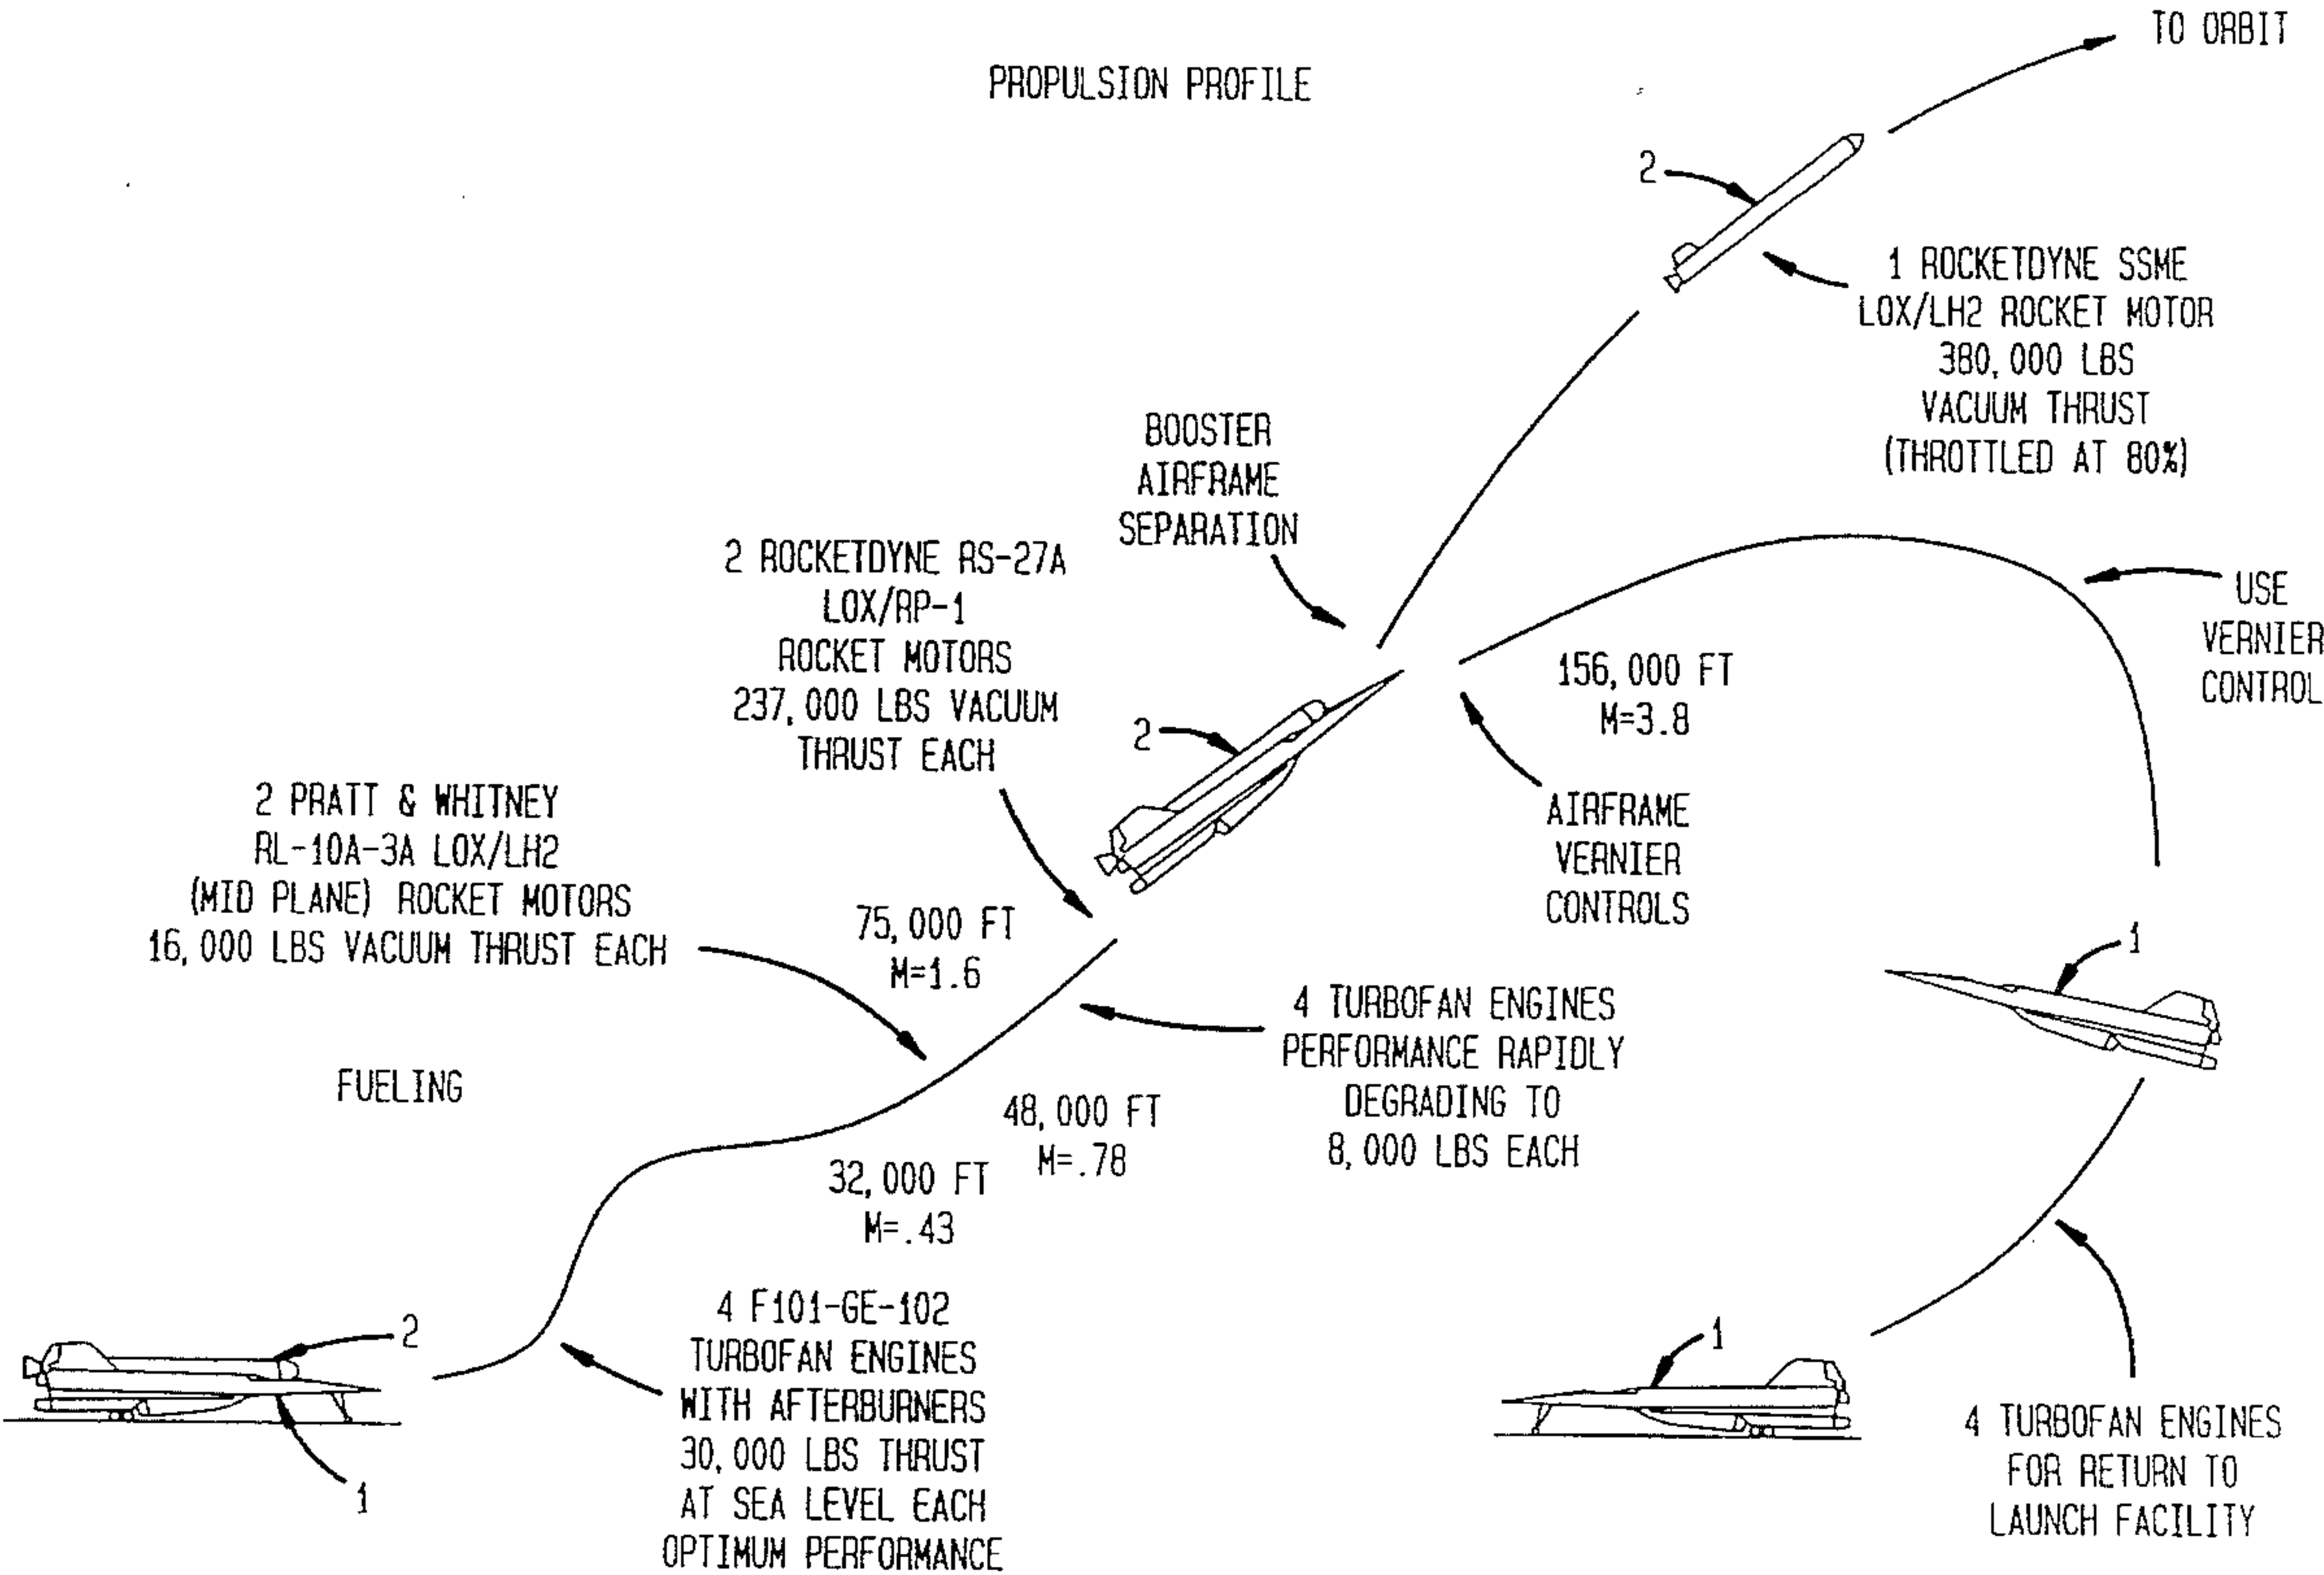 PROPULSION PROFILE
TO ORBIT
2
1 ROCKETDYNE SSME
LOX/LH2 ROCKET MOTOR
380,000 LBS
VACUUM THRUST
(THROTTLED AT 80%)
BOOSTER
AIRFRAME
SEPARATION
2 ROCKETDYNE RS-27A
LOX/RP-1
ROCKET MOTORS
237,000 LBS VACUUM
THRUST EACH
USE
VERNIER
CONTROL
156,000 FT
M=3.8
2
AIRFRAME
VERNIER
CONTROLS
2 PRATT & WHITNEY
RL-10A-3A LOX/LH2
(MID PLANE) ROCKET MOTORS
16,000 LBS VACUUM THRUST EACH
75,000 FT
M=1.6
1
4 TURBOFAN ENGINES
PERFORMANCE RAPIDLY
DEGRADING TO
8,000 LBS EACH
FUELING
48,000 FT
M=.78
32,000 FT
M=.43
2
1
4 F101-GE-102
TURBOFAN ENGINES
WITH AFTERBURNERS
30,000 LBS THRUST
AT SEA LEVEL EACH
OPTIMUM PERFORMANCE
1
4 TURBOFAN ENGINES
FOR RETURN TO
LAUNCH FACILITY